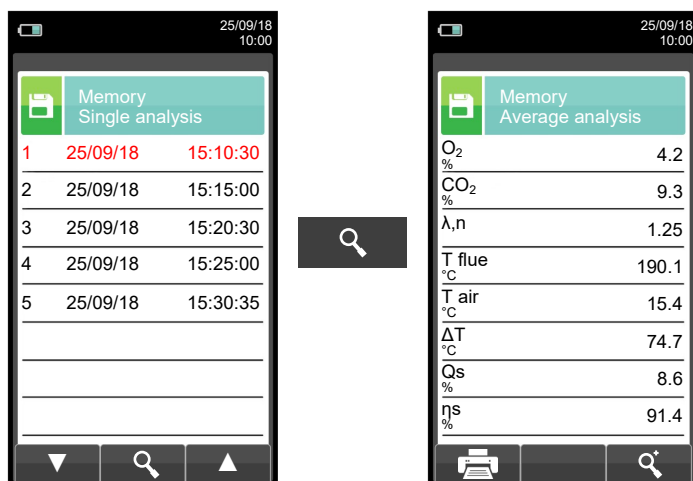 25/09/18
10:00
Memory
Single analysis
1 25/09/18 15:10:30
2 25/09/18 15:15:00
3 25/09/18 15:20:30
4 25/09/18 15:25:00
5 25/09/18 15:30:35
25/09/18
10:00
Memory
Average analysis
O₂ % 4.2
CO₂ % 9.3
λ,n 1.25
T flue °C 190.1
T air °C 15.4
ΔT °C 74.7
Qs % 8.6
ηs % 91.4